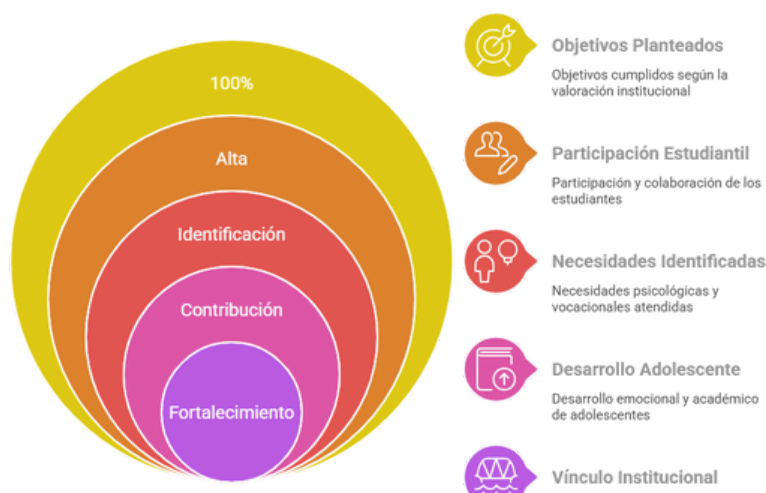 100%
Alta
Identificación
Contribución
Fortalecimiento
Objetivos Planteados
Objetivos cumplidos según la
valoración institucional
Participación Estudiantil
Participación y colaboración de los
estudiantes
Necesidades Identificadas
Necesidades psicológicas y
vocacionales atendidas
Desarrollo Adolescente
Desarrollo emocional y académico
de adolescentes
Vínculo Institucional